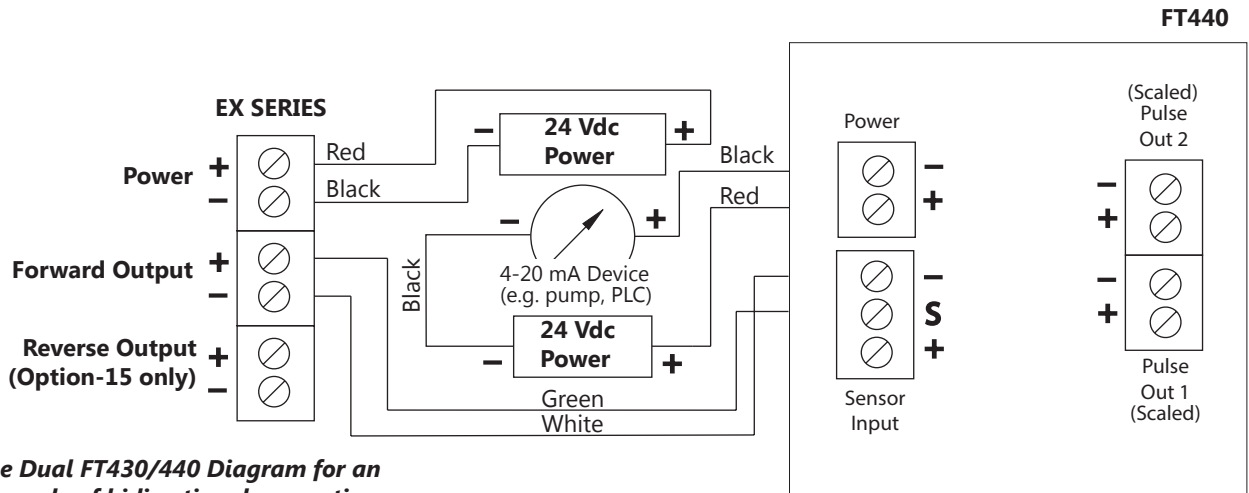 FT440
EX SERIES
Power
+
−
Forward Output
+
−
Reverse Output
(Option-15 only)
+
−
Red
Black
−
24 Vdc
Power
+
Black
Red
−
+
4-20 mA Device
(e.g. pump, PLC)
Black
−
24 Vdc
Power
+
Green
White
Power
−
+
−
S
+
Sensor
Input
(Scaled)
Pulse
Out 2
−
+
−
+
Pulse
Out 1
(Scaled)
e Dual FT430/440 Diagram for an